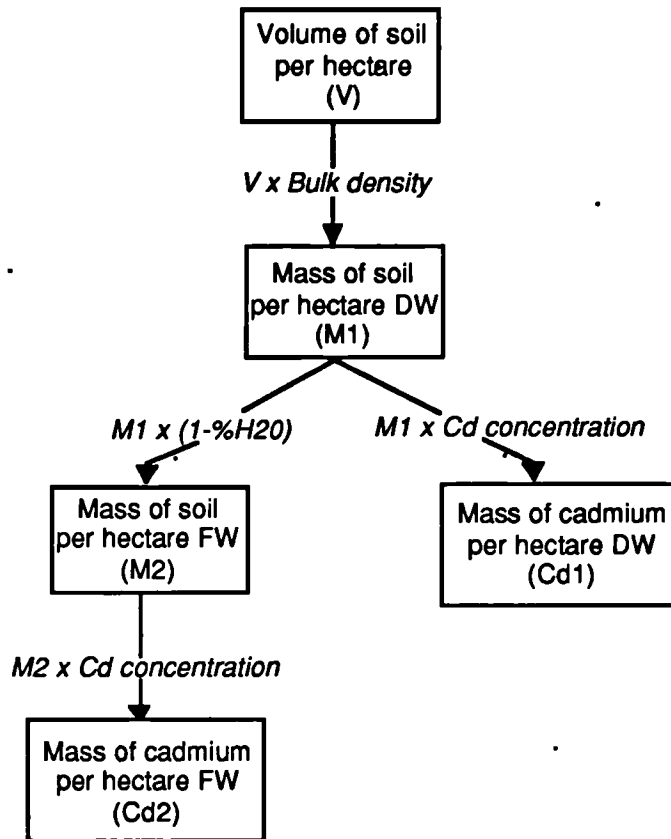 Volume of soil
per hectare
(V)
V x Bulk density
Mass of soil
per hectare DW
(M1)
M1 x (1-%H20)
M1 x Cd concentration
Mass of soil
per hectare FW
(M2)
Mass of cadmium
per hectare DW
(Cd1)
M2 x Cd concentration
Mass of cadmium
per hectare FW
(Cd2)